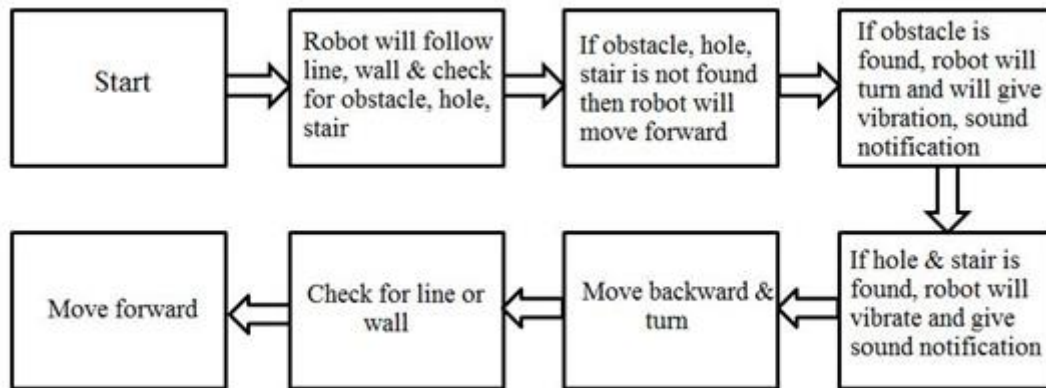 Start
Robot will follow
line, wall & check
for obstacle, hole,
stair
If obstacle, hole,
stair is not found
then robot will
move forward
If obstacle is
found, robot will
turn and will give
vibration, sound
notification
If hole & stair is
found, robot will
vibrate and give
sound notification
Move backward &
turn
Check for line or
wall
Move forward